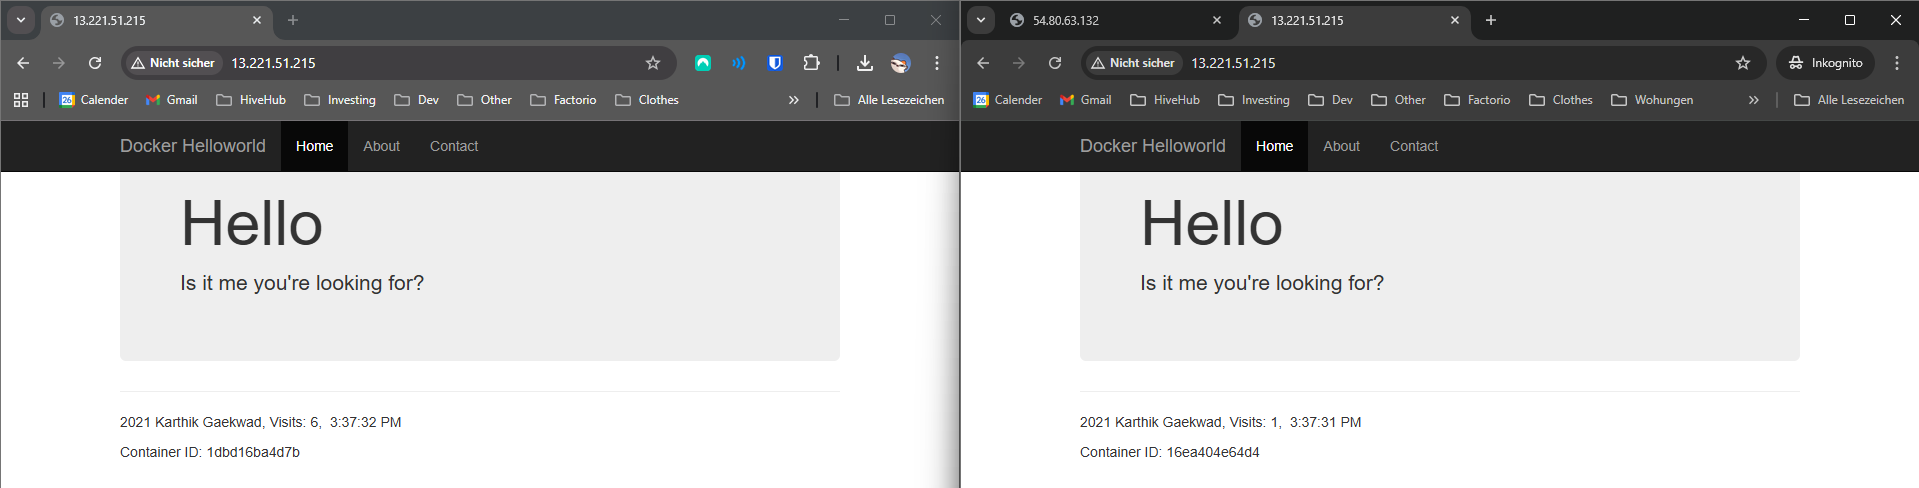 13.221.51.215
Nicht sicher 13.221.51.215
26 Calender Gmail HiveHub Investing Dev Other Factorio Clothes » Alle Lesezeichen
Docker Helloworld Home About Contact
Hello
Is it me you're looking for?
2021 Karthik Gaekwad, Visits: 6, 3:37:32 PM
Container ID: 1dbd16ba4d7b
54.80.63.132 13.221.51.215
Nicht sicher 13.221.51.215 Inkognito
26 Calender Gmail HiveHub Investing Dev Other Factorio Clothes Wohungen » Alle Lesezeichen
Docker Helloworld Home About Contact
Hello
Is it me you're looking for?
2021 Karthik Gaekwad, Visits: 1, 3:37:31 PM
Container ID: 16ea404e64d4